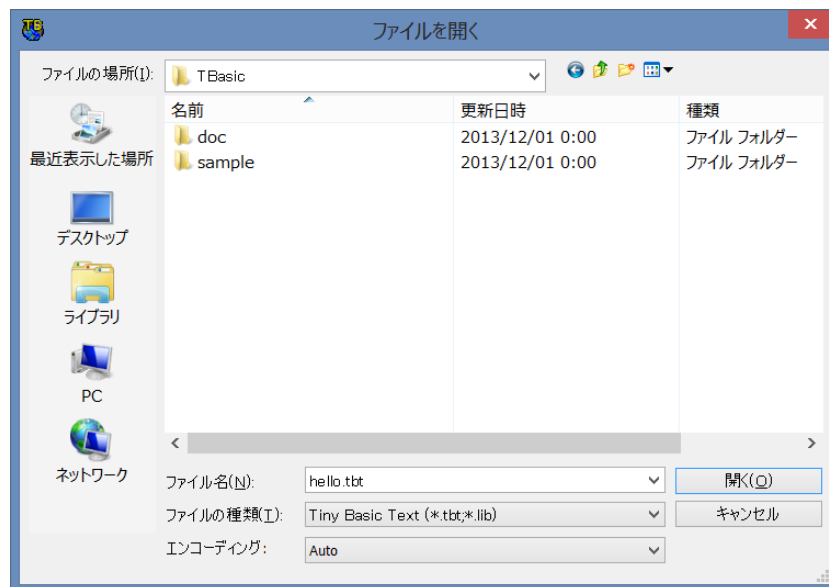 ファイルを開く
ファイルの場所(I): TBasic
名前 更新日時 種類
doc 2013/12/01 0:00 ファイル フォルダー
sample 2013/12/01 0:00 ファイル フォルダー
最近表示した場所
デスクトップ
ライブラリ
PC
ネットワーク
ファイル名(N): hello.tbt 開く(O)
ファイルの種類(T): Tiny Basic Text (*.tbt;*.lib) キャンセル
エンコーディング: Auto